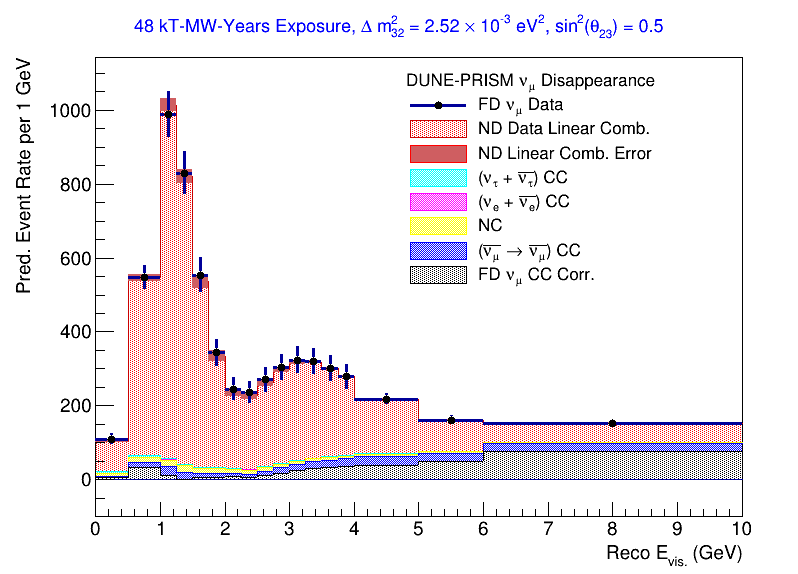 48 kT-MW-Years Exposure, Δ m²₃₂ = 2.52 × 10⁻³ eV², sin²(θ₂₃) = 0.5
Pred. Event Rate per 1 GeV
1000
800
600
400
200
0
DUNE-PRISM νμ Disappearance
FD νμ Data
ND Data Linear Comb.
ND Linear Comb. Error
(ντ + ν̅τ) CC
(νe + ν̅e) CC
NC
(ν̅μ → ν̅μ) CC
FD νμ CC Corr.
0 1 2 3 4 5 6 7 8 9 10
Reco Evis. (GeV)